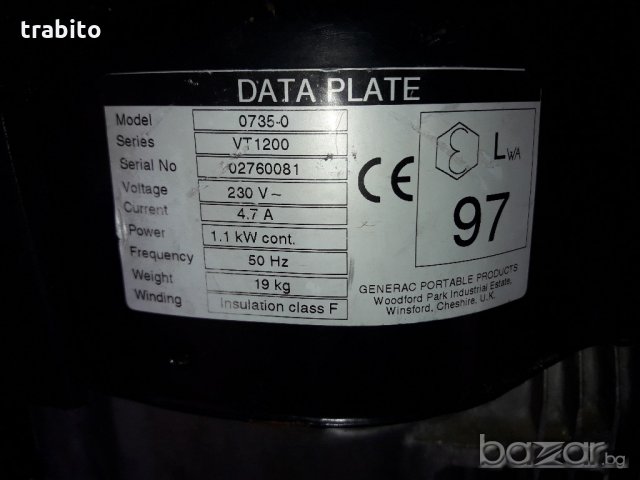 trabito
DATA PLATE
Model 0735-0
Series VT1200
Serial No 02760081
Voltage 230 V~
Current 4.7 A
Power 1.1 kW cont.
Frequency 50 Hz
Weight 19 kg
Winding Insulation class F
CE
ε LWA
97
GENERAC PORTABLE PRODUCTS
Woodford Park Industrial Estate,
Winsford, Cheshire, U.K.
bazar.bg